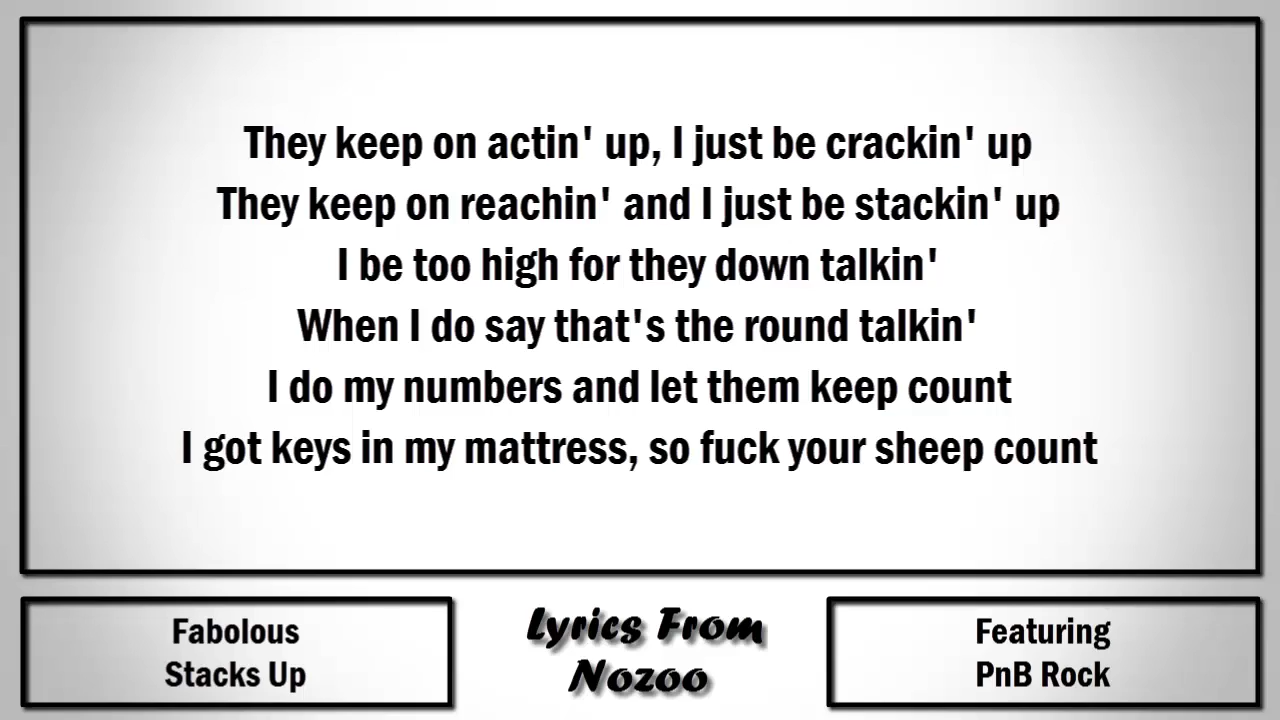 They keep on actin' up, I just be crackin' up
They keep on reachin' and I just be stackin' up
I be too high for they down talkin'
When I do say that's the round talkin'
I do my numbers and let them keep count
I got keys in my mattress, so fuck your sheep count
Fabolous
Stacks Up
Lyrics From
Nozoo
Featuring
PnB Rock